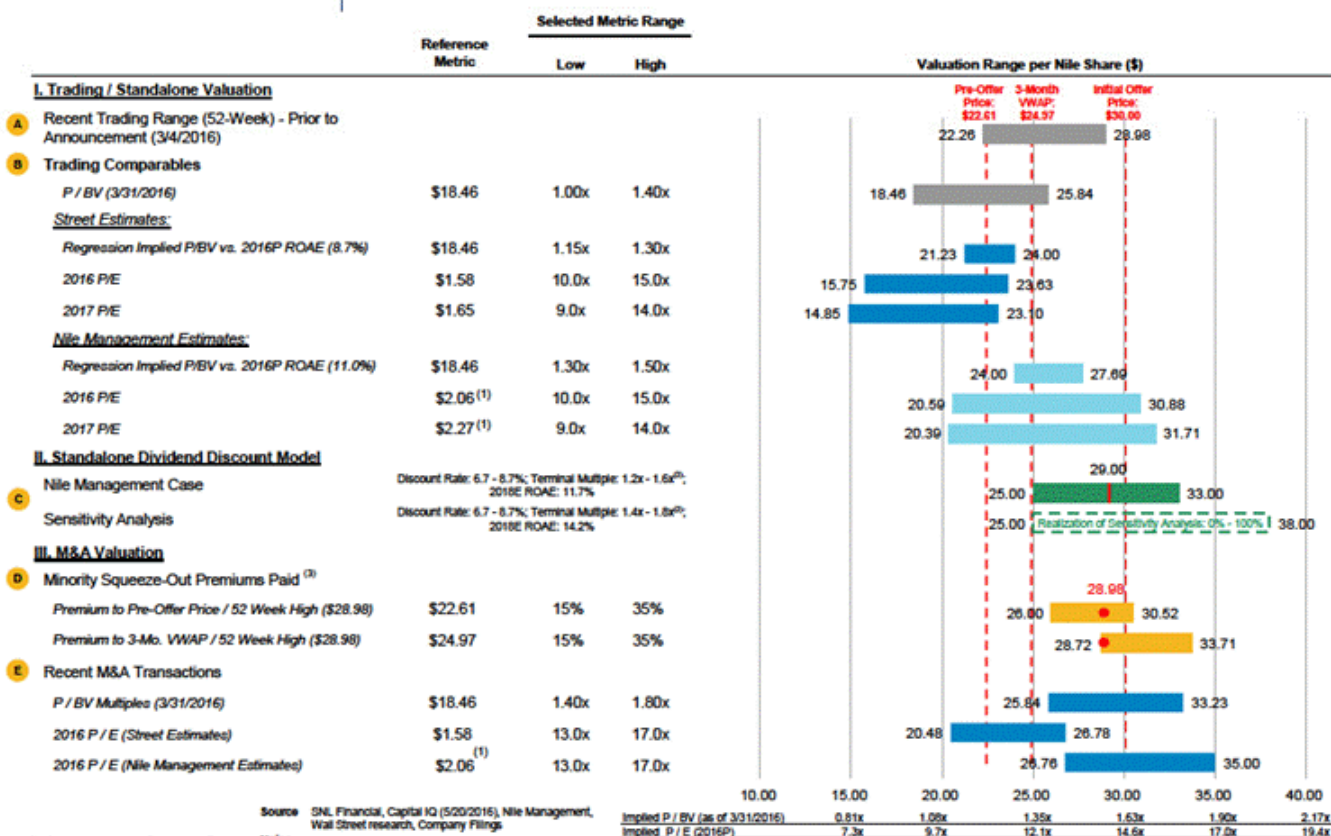 Selected Metric Range
Reference Metric Low High Valuation Range per Nile Share ($)
I. Trading / Standalone Valuation
Pre-Offer Price: $22.61
3-Month VWAP: $24.97
Initial Offer Price: $30.00
A Recent Trading Range (52-Week) - Prior to
Announcement (3/4/2016) 22.26 28.98
B Trading Comparables
P / BV (3/31/2016) $18.46 1.00x 1.40x 18.46 25.84
Street Estimates:
Regression Implied P/BV vs. 2016P ROAE (8.7%) $18.46 1.15x 1.30x 21.23 24.00
2016 P/E $1.58 10.0x 15.0x 15.75 23.63
2017 P/E $1.65 9.0x 14.0x 14.85 23.10
Nile Management Estimates:
Regression Implied P/BV vs. 2016P ROAE (11.0%) $18.46 1.30x 1.50x 24.00 27.69
2016 P/E $2.06 (1) 10.0x 15.0x 20.59 30.88
2017 P/E $2.27 (1) 9.0x 14.0x 20.39 31.71
II. Standalone Dividend Discount Model
29.00
C Nile Management Case Discount Rate: 6.7 - 8.7%; Terminal Multiple: 1.2x - 1.6x(2); 25.00 33.00
2018E ROAE: 11.7%
Sensitivity Analysis Discount Rate: 6.7 - 8.7%; Terminal Multiple: 1.4x - 1.8x(2); 25.00 Realization of Sensitivity Analysis: 0% - 100% 38.00
2018E ROAE: 14.2%
III. M&A Valuation
D Minority Squeeze-Out Premiums Paid (3)
28.98
Premium to Pre-Offer Price / 52 Week High ($28.98) $22.61 15% 35% 26.00 30.52
Premium to 3-Mo. VWAP / 52 Week High ($28.98) $24.97 15% 35% 28.72 33.71
E Recent M&A Transactions
P / BV Multiples (3/31/2016) $18.46 1.40x 1.80x 25.84 33.23
2016 P / E (Street Estimates) $1.58 13.0x 17.0x 20.48 26.78
2016 P / E (Nile Management Estimates) $2.06 (1) 13.0x 17.0x 26.76 35.00
10.00 15.00 20.00 25.00 30.00 35.00 40.00
Source SNL Financial, Capital IQ (5/20/2016), Nile Management,
Wall Street research, Company Filings
Implied P / BV (as of 3/31/2016) 0.81x 1.08x 1.35x 1.63x 1.90x 2.17x
Implied P / E (2016P) 7.3x 9.7x 12.1x 14.6x 17.0x 19.4x